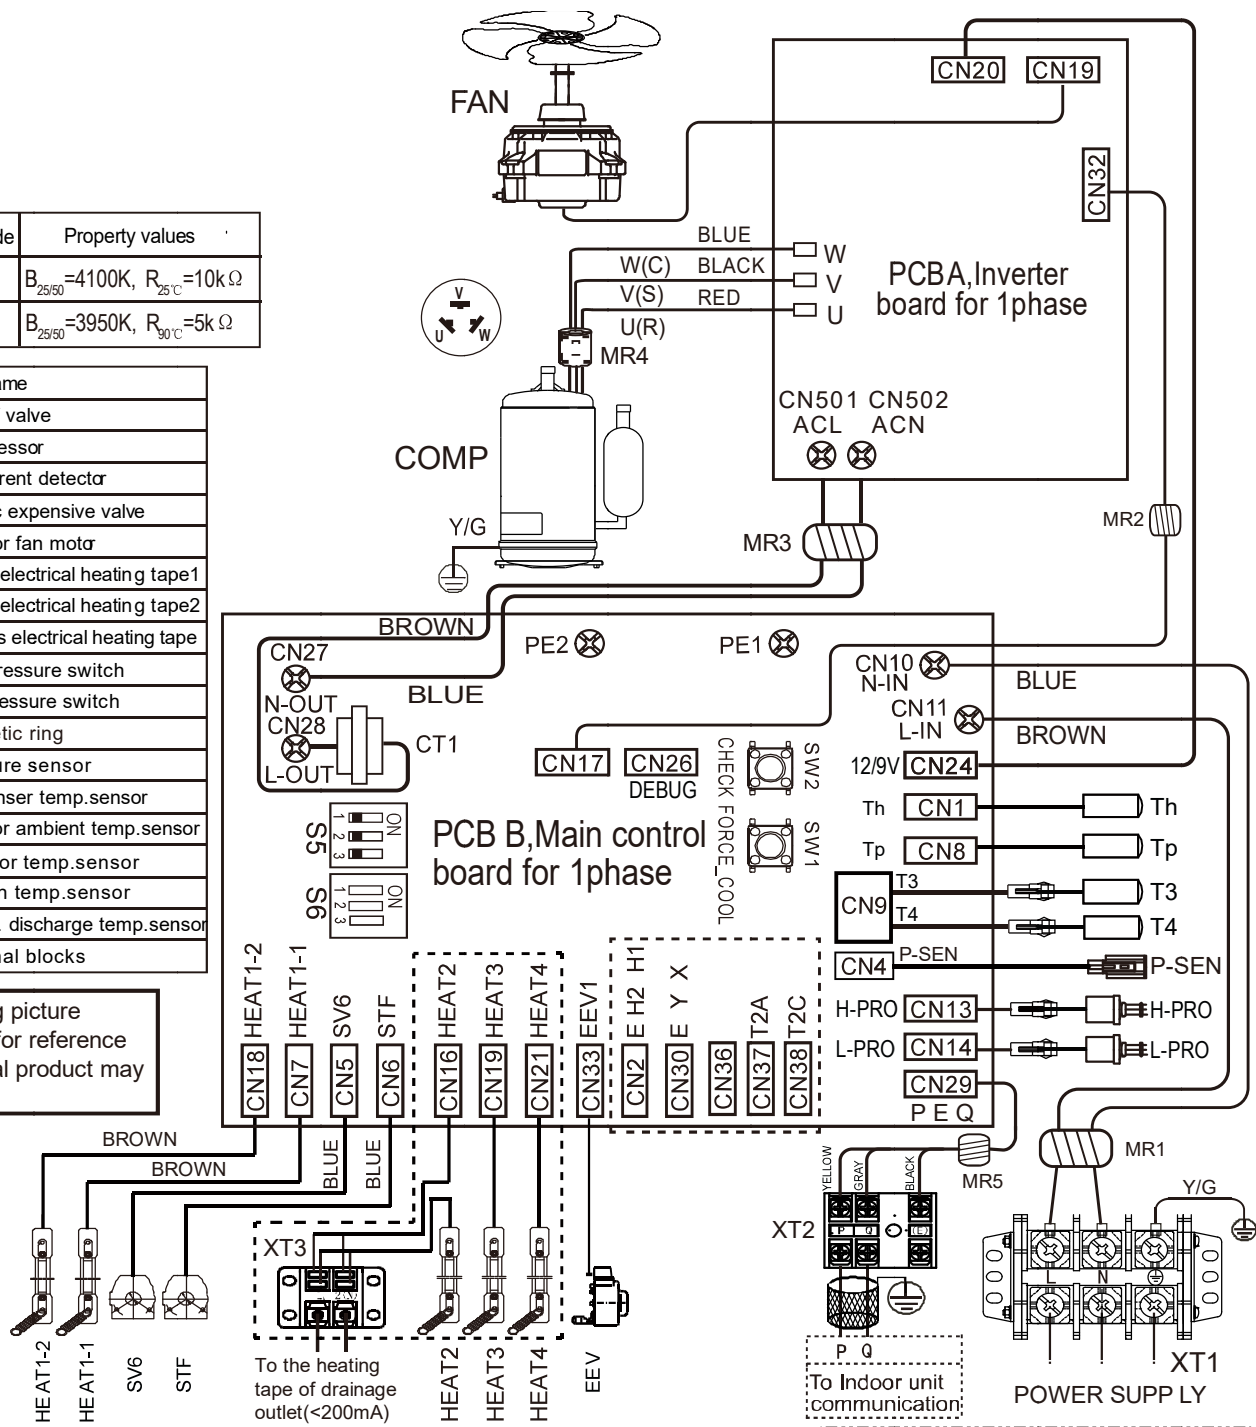 FAN
CN20
CN19
CN32
PCBA,Inverter
board for 1phase
BLUE
W(C)
BLACK
V(S)
RED
U(R)
W
V
U
V
U
W
MR4
CN501
CN502
ACL
ACN
COMP
Y/G
MR3
MR2
de
Property values
B25/50=4100K, R25℃=10kΩ
B25/50=3950K, R90℃=5kΩ
ame
valve
essor
rent detector
c expensive valve
or fan motor
electrical heating tape1
electrical heating tape2
s electrical heating tape
ressure switch
essure switch
etic ring
ure sensor
nser temp.sensor
or ambient temp.sensor
or temp.sensor
n temp.sensor
. discharge temp.sensor
al blocks
g picture
for reference
al product may
BROWN
CN27
N-OUT
BLUE
CN28
L-OUT
CT1
PE2
PE1
CN10
N-IN
BLUE
CN11
L-IN
BROWN
CN17
CN26
DEBUG
SW2
CHECK
SW1
FORCE_COOL
12/9V
CN24
Th
CN1
Th
Tp
CN8
Tp
CN9
T3
T3
T4
T4
CN4
P-SEN
P-SEN
H-PRO
CN13
H-PRO
L-PRO
CN14
L-PRO
CN29
P E Q
S5
ON
1
2
3
S6
ON
1
2
3
PCB B,Main control
board for 1phase
HEAT1-2
HEAT1-1
SV6
STF
HEAT2
HEAT3
HEAT4
EEV1
E H2 H1
E Y X
T2A
T2C
CN18
CN7
CN5
CN6
CN16
CN19
CN21
CN33
CN2
CN30
CN36
CN37
CN38
BROWN
BROWN
BLUE
BLUE
YELLOW
GRAY
BLACK
MR5
MR1
Y/G
XT3
XT2
P
Q
(E)
L
N
HEAT1-2
HEAT1-1
SV6
STF
To the heating
tape of drainage
outlet(<200mA)
HEAT2
HEAT3
HEAT4
EEV
P Q
To Indoor unit
communication
XT1
POWER SUPP LY